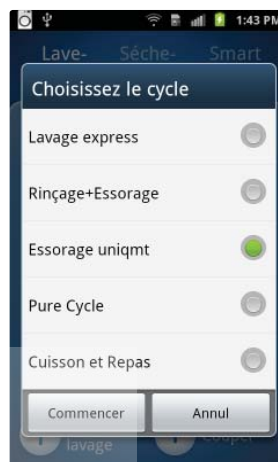 1:43 PM
Lave- Séche- Smart
Choisissez le cycle
Lavage express
Rinçage+Essorage
Essorage uniqmt
Pure Cycle
Cuisson et Repas
Commencer Annul
lavage Couper